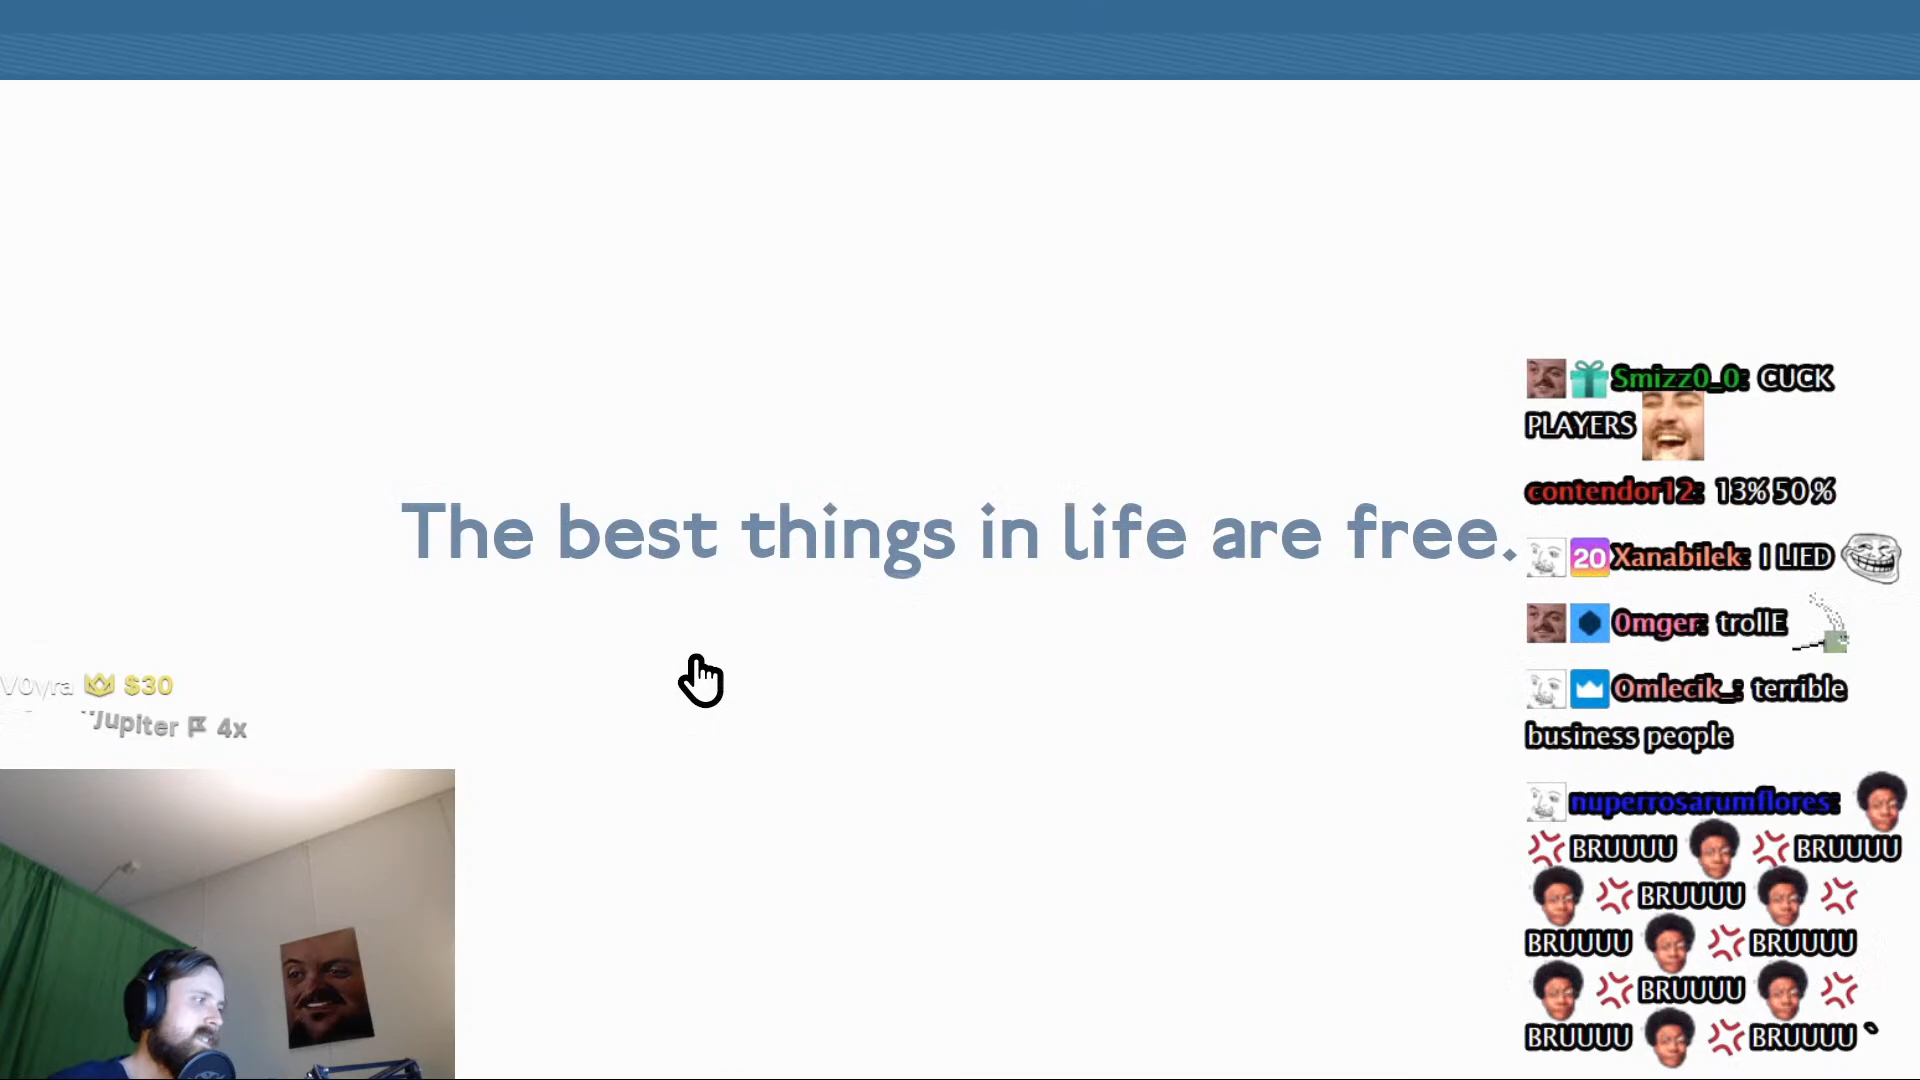 The best things in life are free.
V0yra $30
Jupiter 4x
Smizz0_0: CUCK
PLAYERS
contendor12: 13% 50 %
20 Xanabilek: I LIED
0mger: trollE
Omlecik_: terrible
business people
nuperrosarumflores:
BRUUUU BRUUUU
BRUUUU
BRUUUU BRUUUU
BRUUUU
BRUUUU BRUUUU